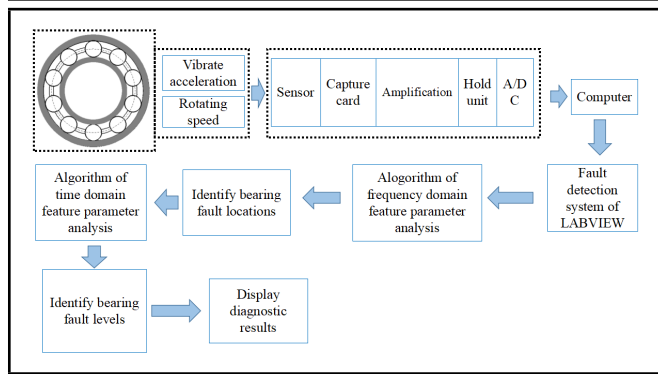 Vibrate
acceleration
Rotating
speed
Sensor
Capture
card
Amplification
Hold
unit
A/D
C
Computer
Fault
detection
system of
LABVIEW
Alogorithm of
frequency domain
feature parameter
analysis
Identify bearing
fault locations
Algorithm of
time domain
feature parameter
analysis
Identify bearing
fault levels
Display
diagnostic
results